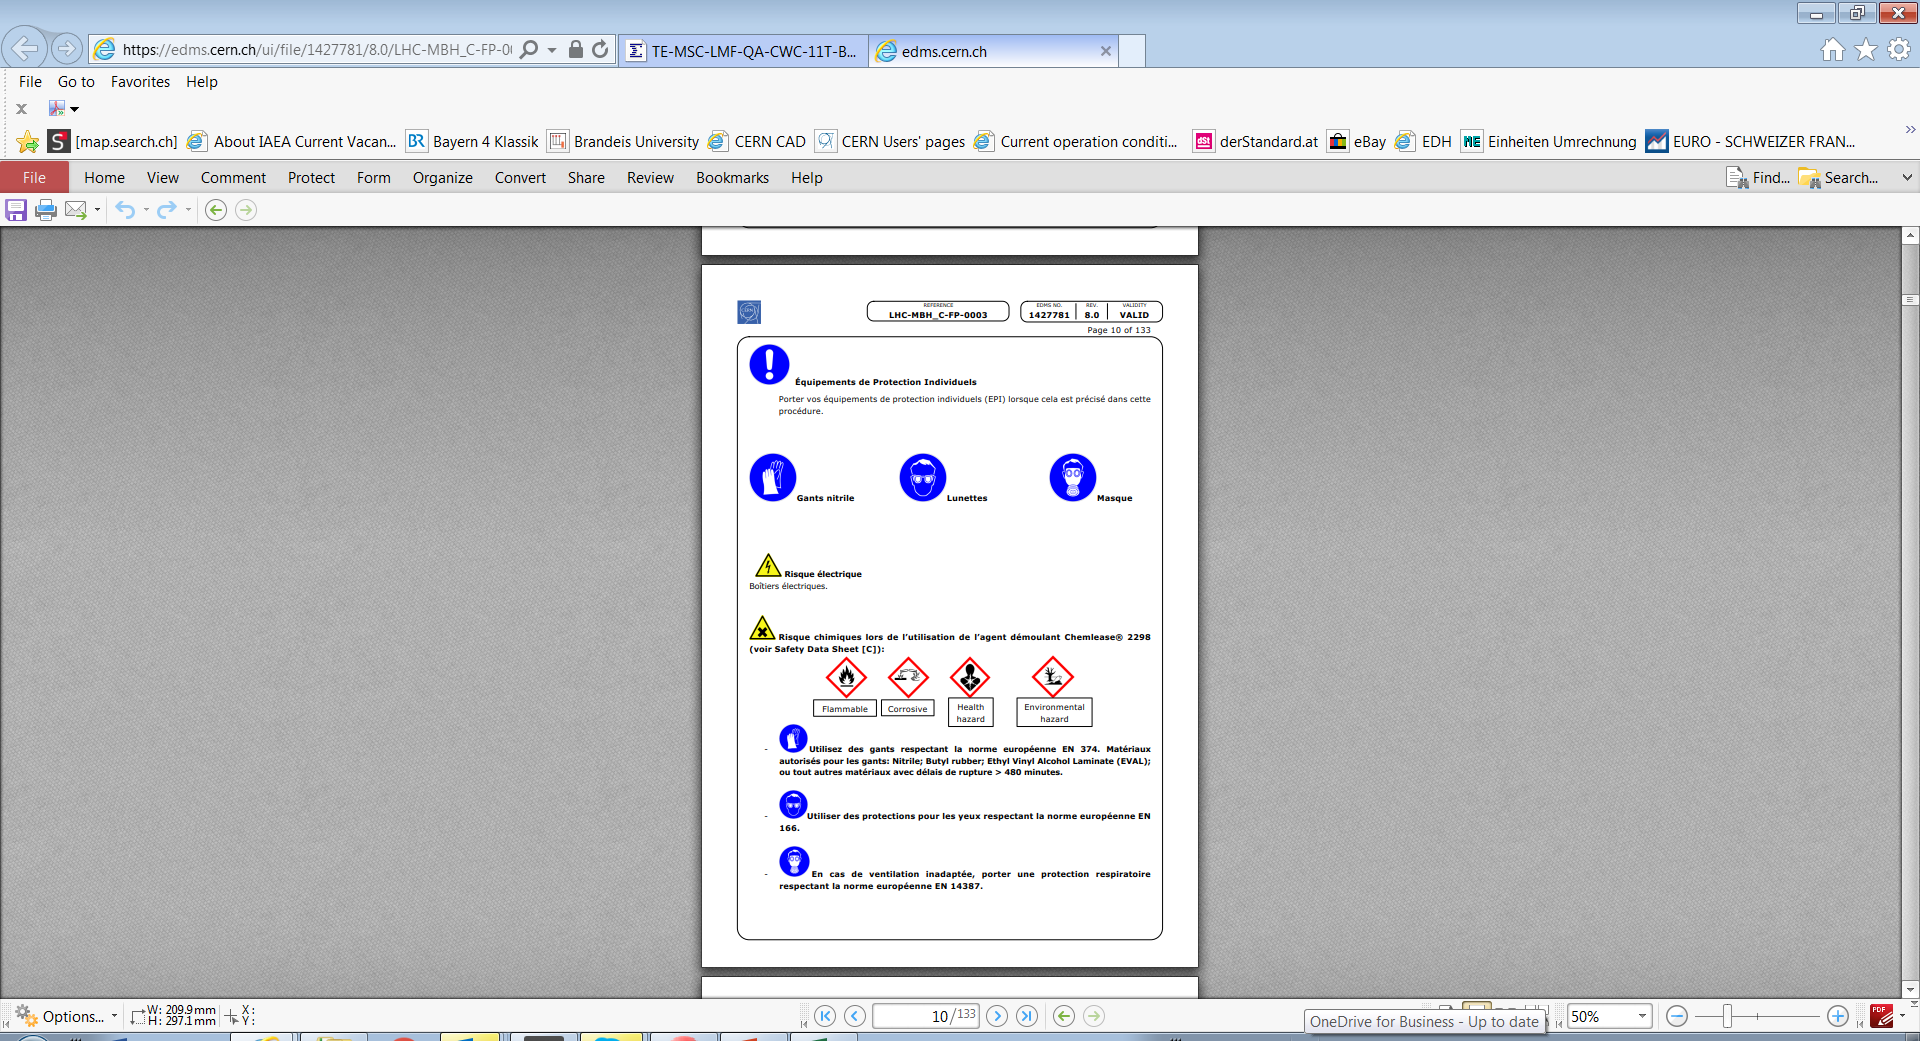 https://edms.cern.ch/ui/file/1427781/8.0/LHC-MBH_C-FP-00
TE-MSC-LMF-QA-CWC-11T-B...
edms.cern.ch
File Go to Favorites Help
x
[map.search.ch] About IAEA Current Vacan... Bayern 4 Klassik Brandeis University CERN CAD CERN Users' pages Current operation conditi... derStandard.at eBay EDH Einheiten Umrechnung EURO - SCHWEIZER FRAN...
File Home View Comment Protect Form Organize Convert Share Review Bookmarks Help Find... Search...
REFERENCE EDMS NO. REV. VALIDITY
LHC-MBH_C-FP-0003 1427781 8.0 VALID
Page 10 of 133
Équipements de Protection Individuels
Porter vos équipements de protection individuels (EPI) lorsque cela est précisé dans cette
procédure.
Gants nitrile Lunettes Masque
Risque électrique
Boîtiers électriques.
Risque chimiques lors de l'utilisation de l'agent démoulant Chemlease® 2298
(voir Safety Data Sheet [C]):
Flammable Corrosive Health hazard Environmental hazard
- Utilisez des gants respectant la norme européenne EN 374. Matériaux
autorisés pour les gants: Nitrile; Butyl rubber; Ethyl Vinyl Alcohol Laminate (EVAL);
ou tout autres matériaux avec délais de rupture > 480 minutes.
- Utiliser des protections pour les yeux respectant la norme européenne EN
166.
- En cas de ventilation inadaptée, porter une protection respiratoire
respectant la norme européenne EN 14387.
Options... W: 209.9 mm X:
H: 297.1 mm Y:
10 / 133
50%
OneDrive for Business - Up to date